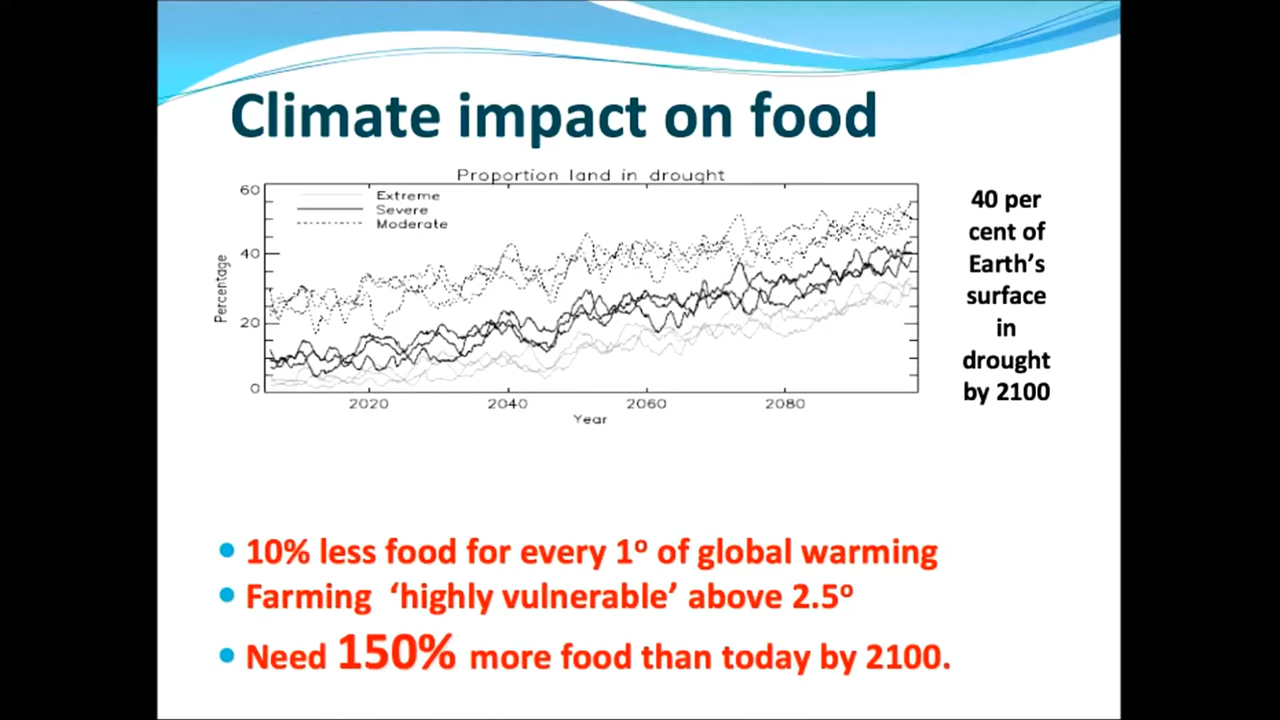 Climate impact on food
Proportion land in drought
Extreme
Severe
Moderate
60
40
20
0
Percentage
2020 2040 2060 2080
Year
40 per
cent of
Earth's
surface
in
drought
by 2100
10% less food for every 1º of global warming
Farming ‘highly vulnerable’ above 2.5º
Need 150% more food than today by 2100.